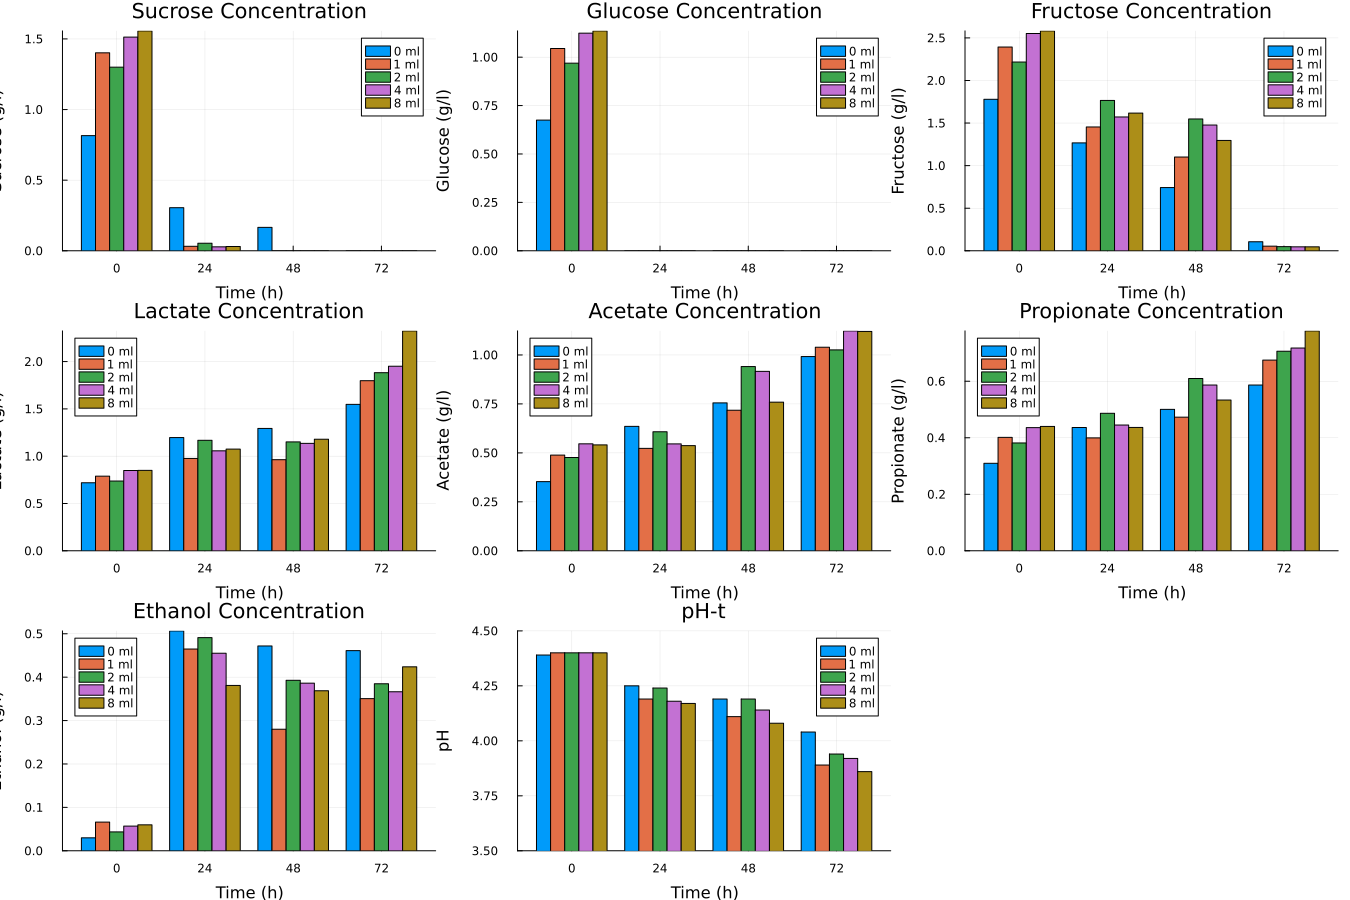 Sucrose Concentration
1.5
1.0
0.5
0.0
0 24 48 72
Time (h)
0 ml
1 ml
2 ml
4 ml
8 ml
Glucose Concentration
Glucose (g/l)
1.00
0.75
0.50
0.25
0.00
0 24 48 72
Time (h)
0 ml
1 ml
2 ml
4 ml
8 ml
Fructose Concentration
Fructose (g/l)
2.5
2.0
1.5
1.0
0.5
0.0
0 24 48 72
Time (h)
0 ml
1 ml
2 ml
4 ml
8 ml
Lactate Concentration
2.0
1.5
1.0
0.5
0.0
0 24 48 72
Time (h)
0 ml
1 ml
2 ml
4 ml
8 ml
Acetate Concentration
Acetate (g/l)
1.00
0.75
0.50
0.25
0.00
0 24 48 72
Time (h)
0 ml
1 ml
2 ml
4 ml
8 ml
Propionate Concentration
Propionate (g/l)
0.6
0.4
0.2
0.0
0 24 48 72
Time (h)
0 ml
1 ml
2 ml
4 ml
8 ml
Ethanol Concentration
0.5
0.4
0.3
0.2
0.1
0.0
0 24 48 72
Time (h)
0 ml
1 ml
2 ml
4 ml
8 ml
pH-t
pH
4.50
4.25
4.00
3.75
3.50
0 24 48 72
Time (h)
0 ml
1 ml
2 ml
4 ml
8 ml